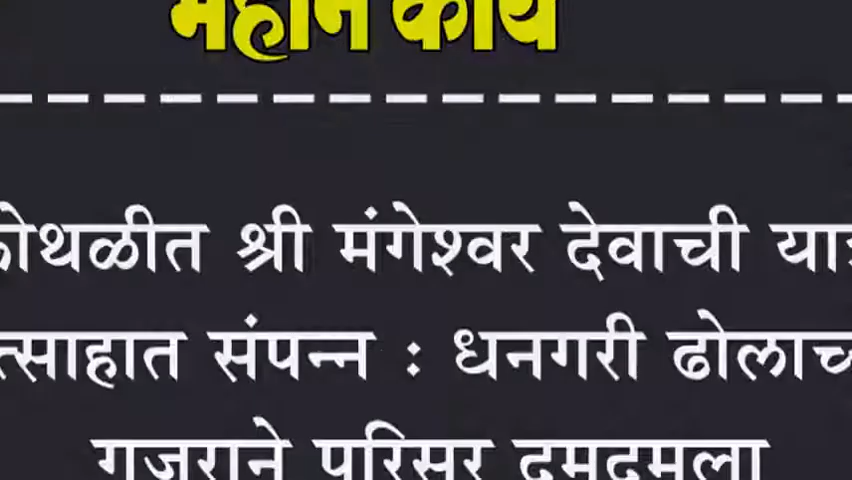 महान कार्य
श्री मंगेश्वर देवाची
संपन्न : धनगरी
गजराने परिसर दुमदुमला